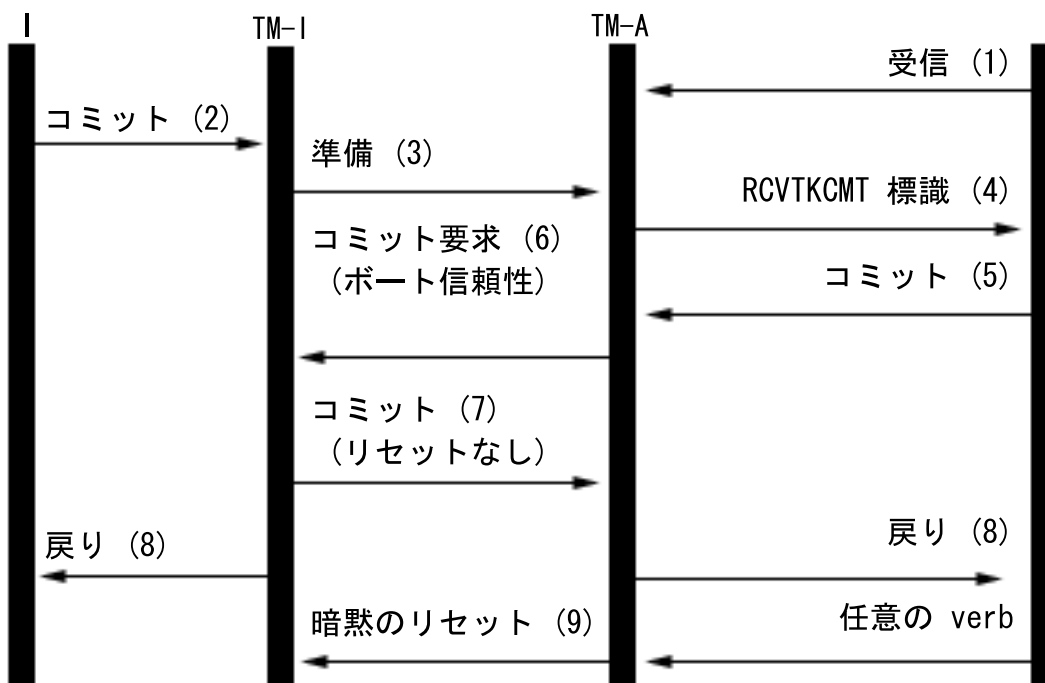 I
TM-I
TM-A
受信 (1)
コミット (2)
準備 (3)
RCVTKCMT 標識 (4)
コミット要求 (6)
(ボート信頼性)
コミット (5)
コミット (7)
(リセットなし)
戻り (8)
戻り (8)
暗黙のリセット (9)
任意の verb